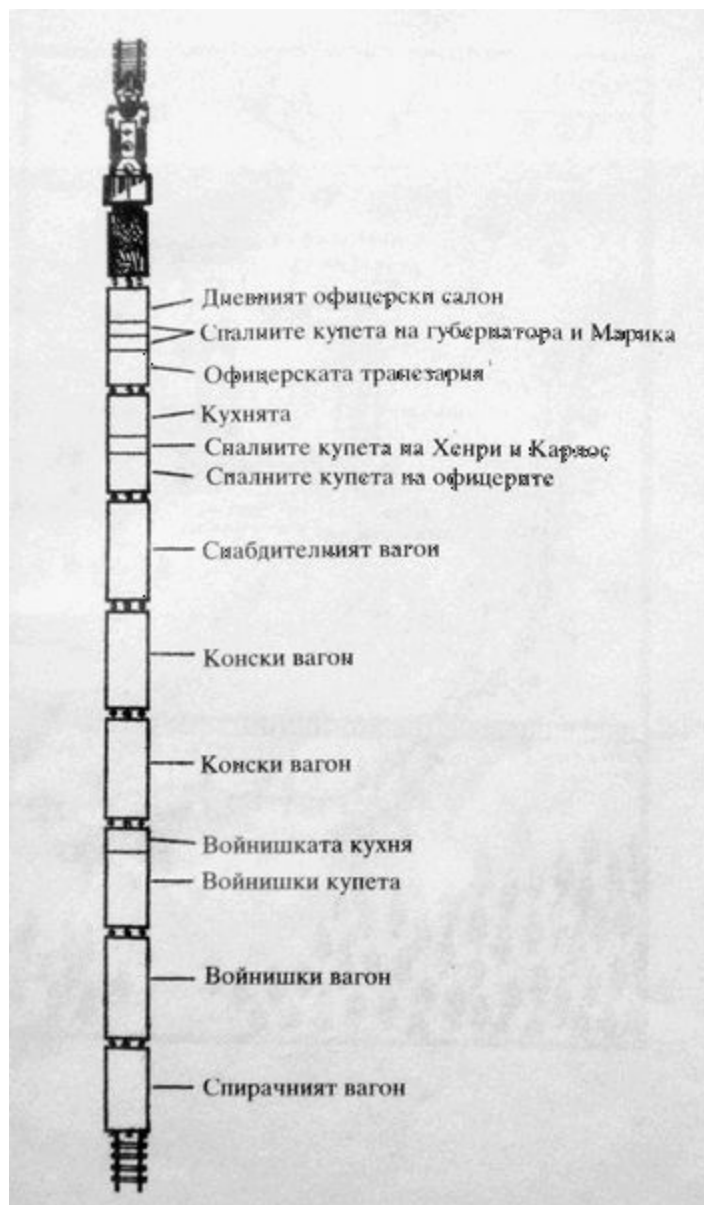 Дневният офицерски салон
Спалните купета на губернатора и Марика
Офицерската трапезария
Кухнята
Спалните купета на Хенри и Карлос
Спалните купета на офицерите
Снабдителният вагон
Конски вагон
Конски вагон
Войнишката кухня
Войнишки купета
Войнишки вагон
Спирачният вагон